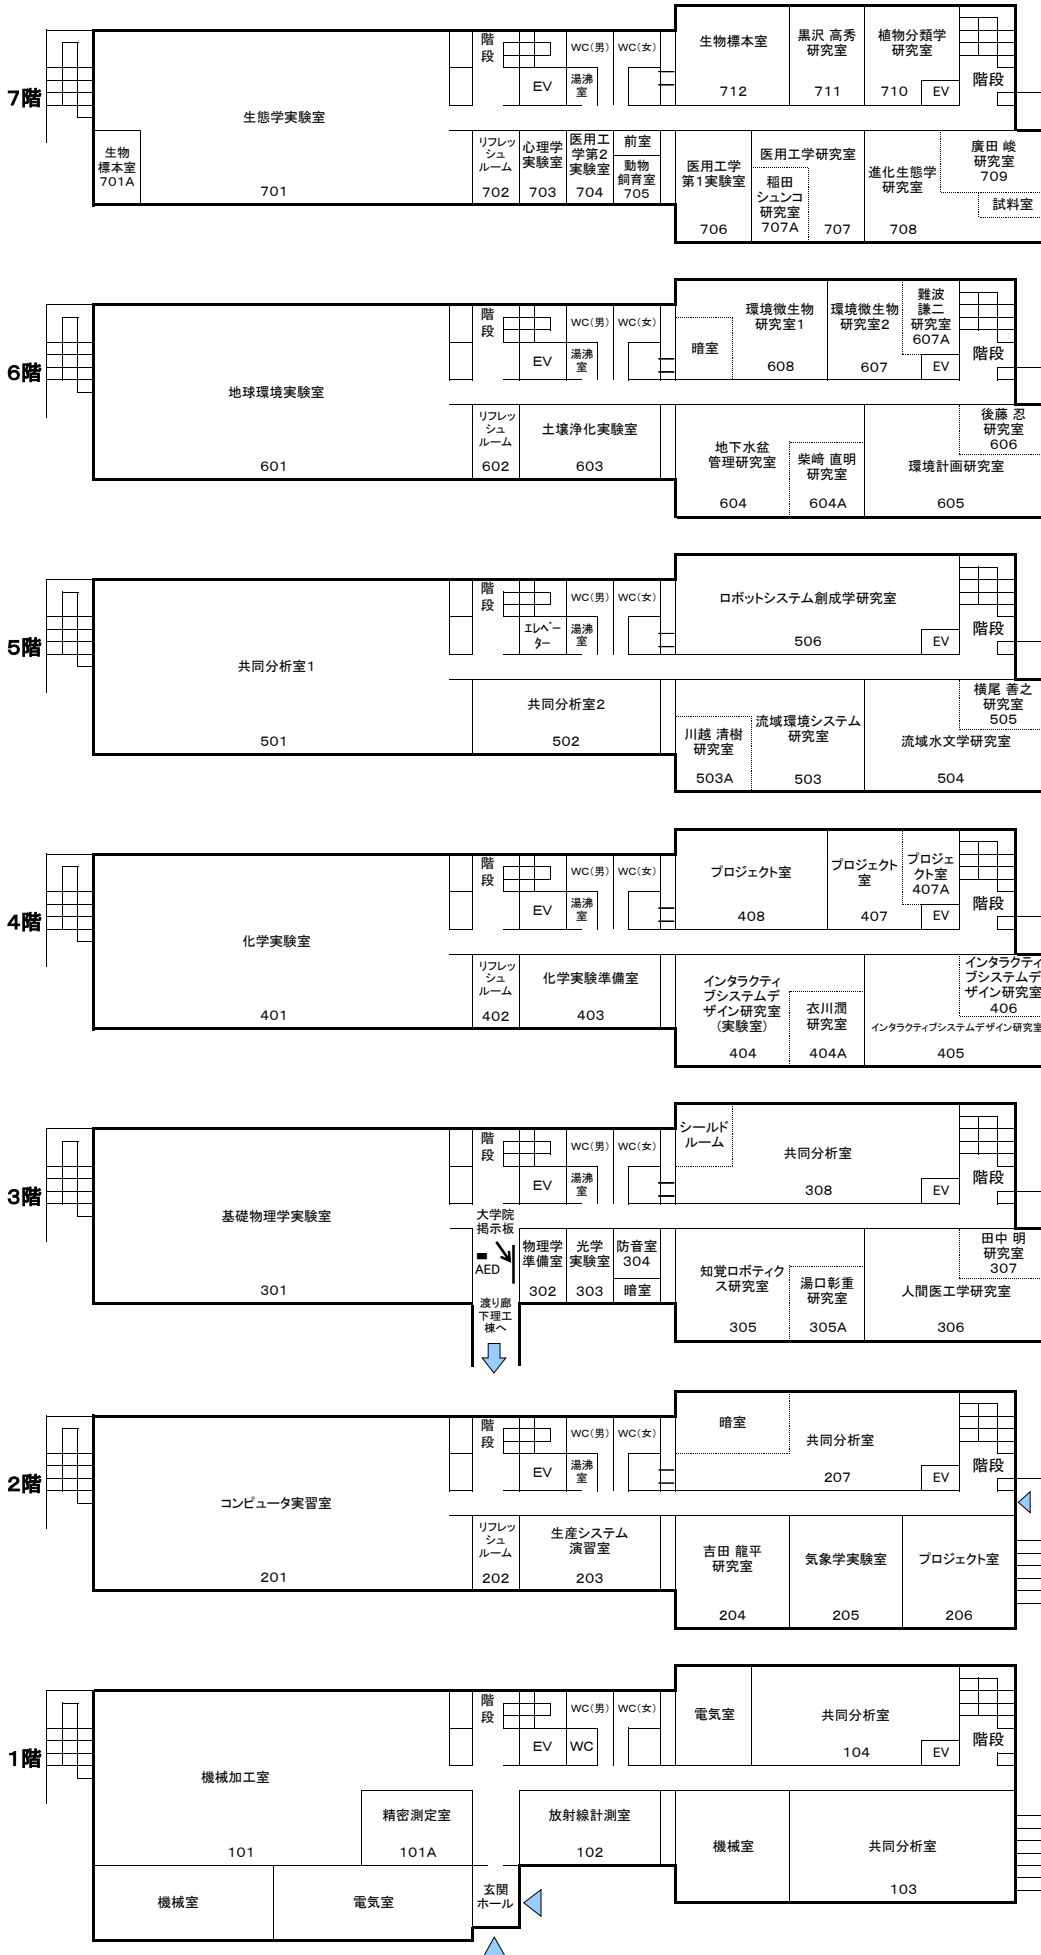 7階
生態学実験室
701
生物
標本室
701A
階
段
EV
WC(男)
WC(女)
湯沸
室
リフレッ
シュ
ルーム
702
心理学
実験室
703
医用工
学第2
実験室
704
前室
動物
飼育室
705
生物標本室
712
黒沢 高秀
研究室
711
植物分類学
研究室
710
EV
階段
医用工学
第1実験室
706
医用工学研究室
稲田
シュンコ
研究室
707A
707
進化生態学
研究室
708
廣田 峻
研究室
709
試料室
6階
地球環境実験室
601
階
段
EV
WC(男)
WC(女)
湯沸
室
リフレッ
シュ
ルーム
602
土壌浄化実験室
603
暗室
環境微生物
研究室1
608
環境微生物
研究室2
607
難波
謙二
研究室
607A
EV
階段
地下水盆
管理研究室
604
柴﨑 直明
研究室
604A
環境計画研究室
605
後藤 忍
研究室
606
5階
共同分析室1
501
階
段
エレベー
ター
WC(男)
WC(女)
湯沸
室
共同分析室2
502
ロボットシステム創成学研究室
506
EV
階段
川越 清樹
研究室
503A
流域環境システム
研究室
503
流域水文学研究室
504
横尾 善之
研究室
505
4階
化学実験室
401
階
段
EV
WC(男)
WC(女)
湯沸
室
リフレッ
シュ
ルーム
402
化学実験準備室
403
プロジェクト室
408
プロジェクト
室
407
プロジェ
クト室
407A
EV
階段
インタラクティ
ブシステムデ
ザイン研究室
(実験室)
404
衣川潤
研究室
404A
インタラクティブシステムデザイン研究室
405
インタラクティ
ブシステムデ
ザイン研究室
406
3階
基礎物理学実験室
301
階
段
EV
WC(男)
WC(女)
湯沸
室
大学院
掲示板
AED
渡り廊
下理工
棟へ
物理学
準備室
302
光学
実験室
303
防音室
304
暗室
シールド
ルーム
共同分析室
308
EV
階段
知覚ロボティク
ス研究室
305
湯口彰重
研究室
305A
人間医工学研究室
306
田中 明
研究室
307
2階
コンピュータ実習室
201
階
段
EV
WC(男)
WC(女)
湯沸
室
リフレッ
シュ
ルーム
202
生産システム
演習室
203
暗室
共同分析室
207
EV
階段
吉田 龍平
研究室
204
気象学実験室
205
プロジェクト室
206
1階
機械加工室
101
精密測定室
101A
機械室
電気室
階
段
EV
WC
WC(男)
WC(女)
放射線計測室
102
玄関
ホール
電気室
共同分析室
104
EV
階段
機械室
共同分析室
103